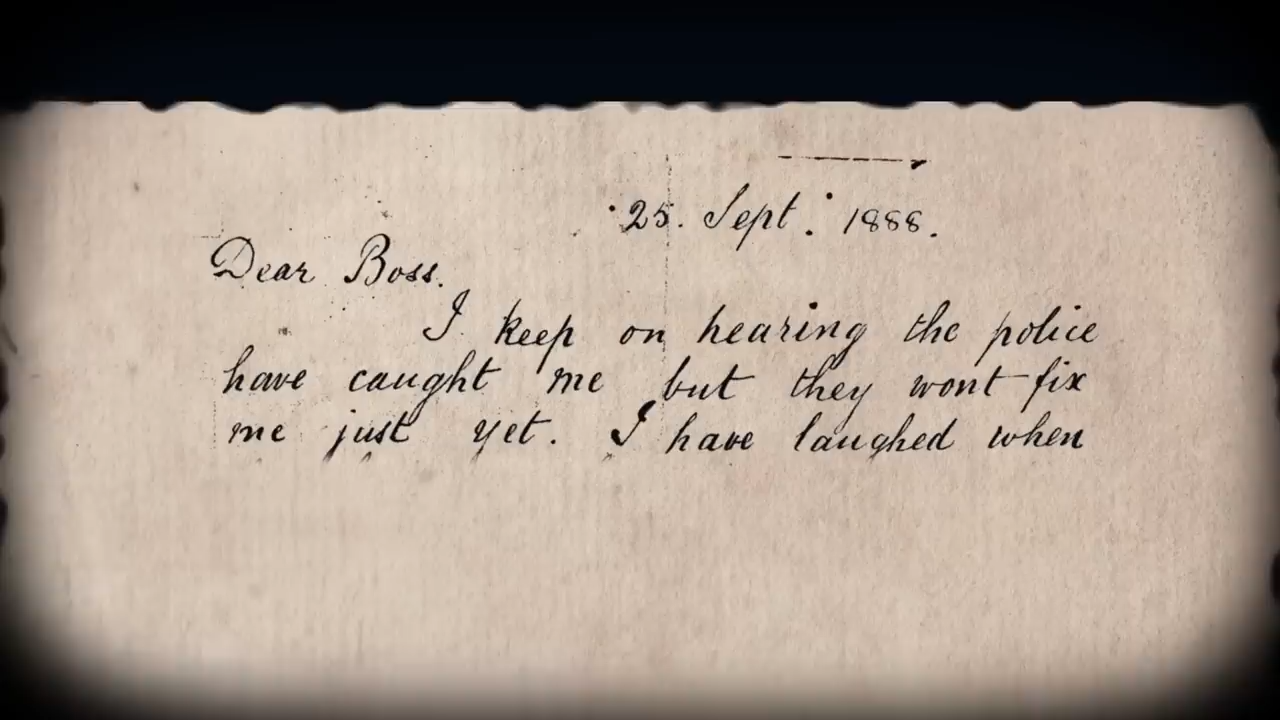 25. Sept: 1888.
Dear Boss.
I keep on hearing the police
have caught me but they wont fix
me just yet. I have laughed when